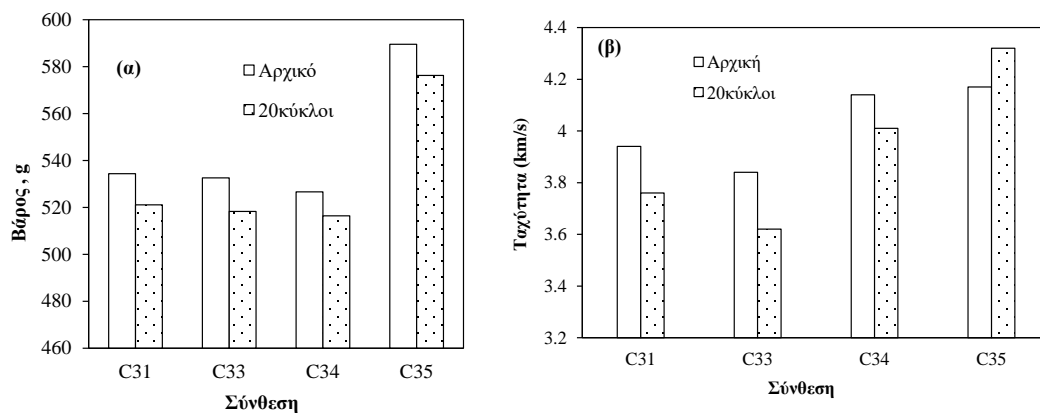 (α)
Αρχικό
20κύκλοι
600
580
560
540
520
500
480
460
Βάρος , g
C31 C33 C34 C35
Σύνθεση
(β)
Αρχική
20κύκλοι
4.4
4.2
4
3.8
3.6
3.4
3.2
Ταχύτητα (km/s)
C31 C33 C34 C35
Σύνθεση